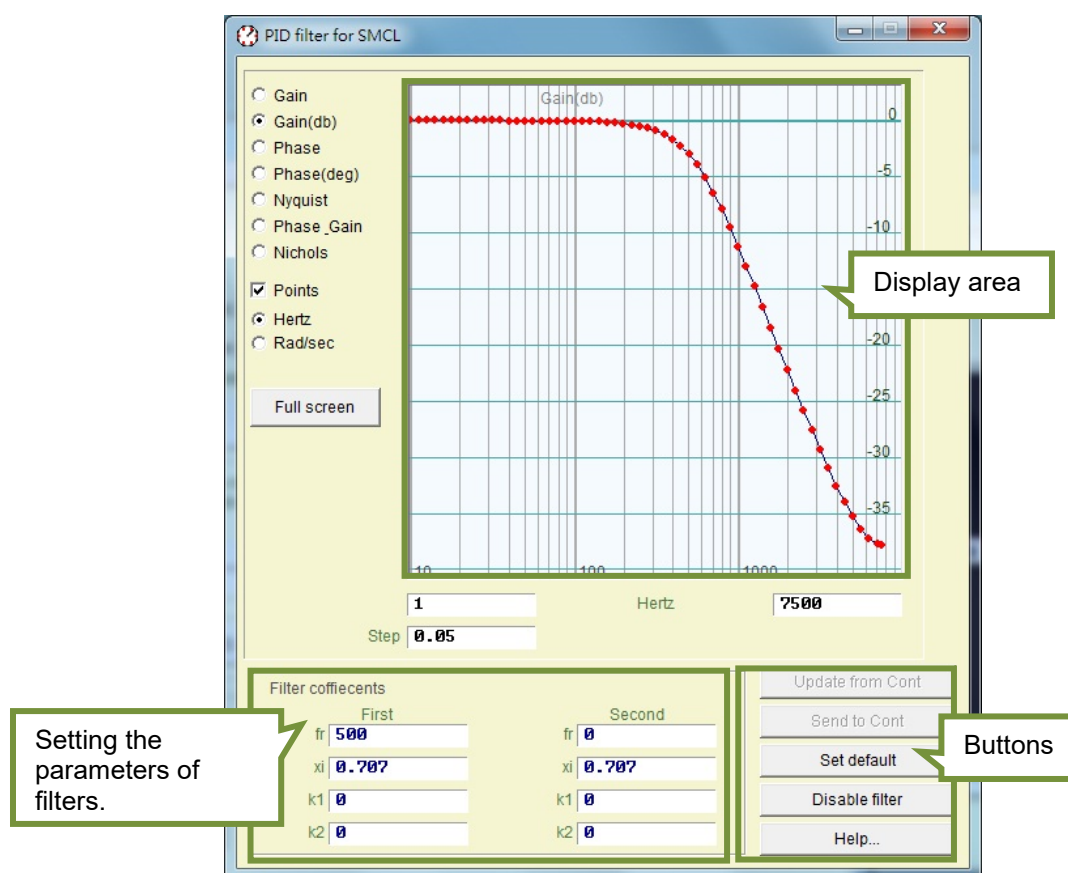 PID filter for SMCL
Gain
Gain(db)
Phase
Phase(deg)
Nyquist
Phase_Gain
Nichols
Points
Hertz
Rad/sec
Full screen
Gain(db)
0
-5
-10
-20
-25
-30
-35
10
100
1000
Display area
1
Hertz
7500
Step 0.05
Filter coffiecents
First
Second
fr 500
fr 0
xi 0.707
xi 0.707
k1 0
k1 0
k2 0
k2 0
Update from Cont
Send to Cont
Set default
Disable filter
Help...
Setting the
parameters of
filters.
Buttons